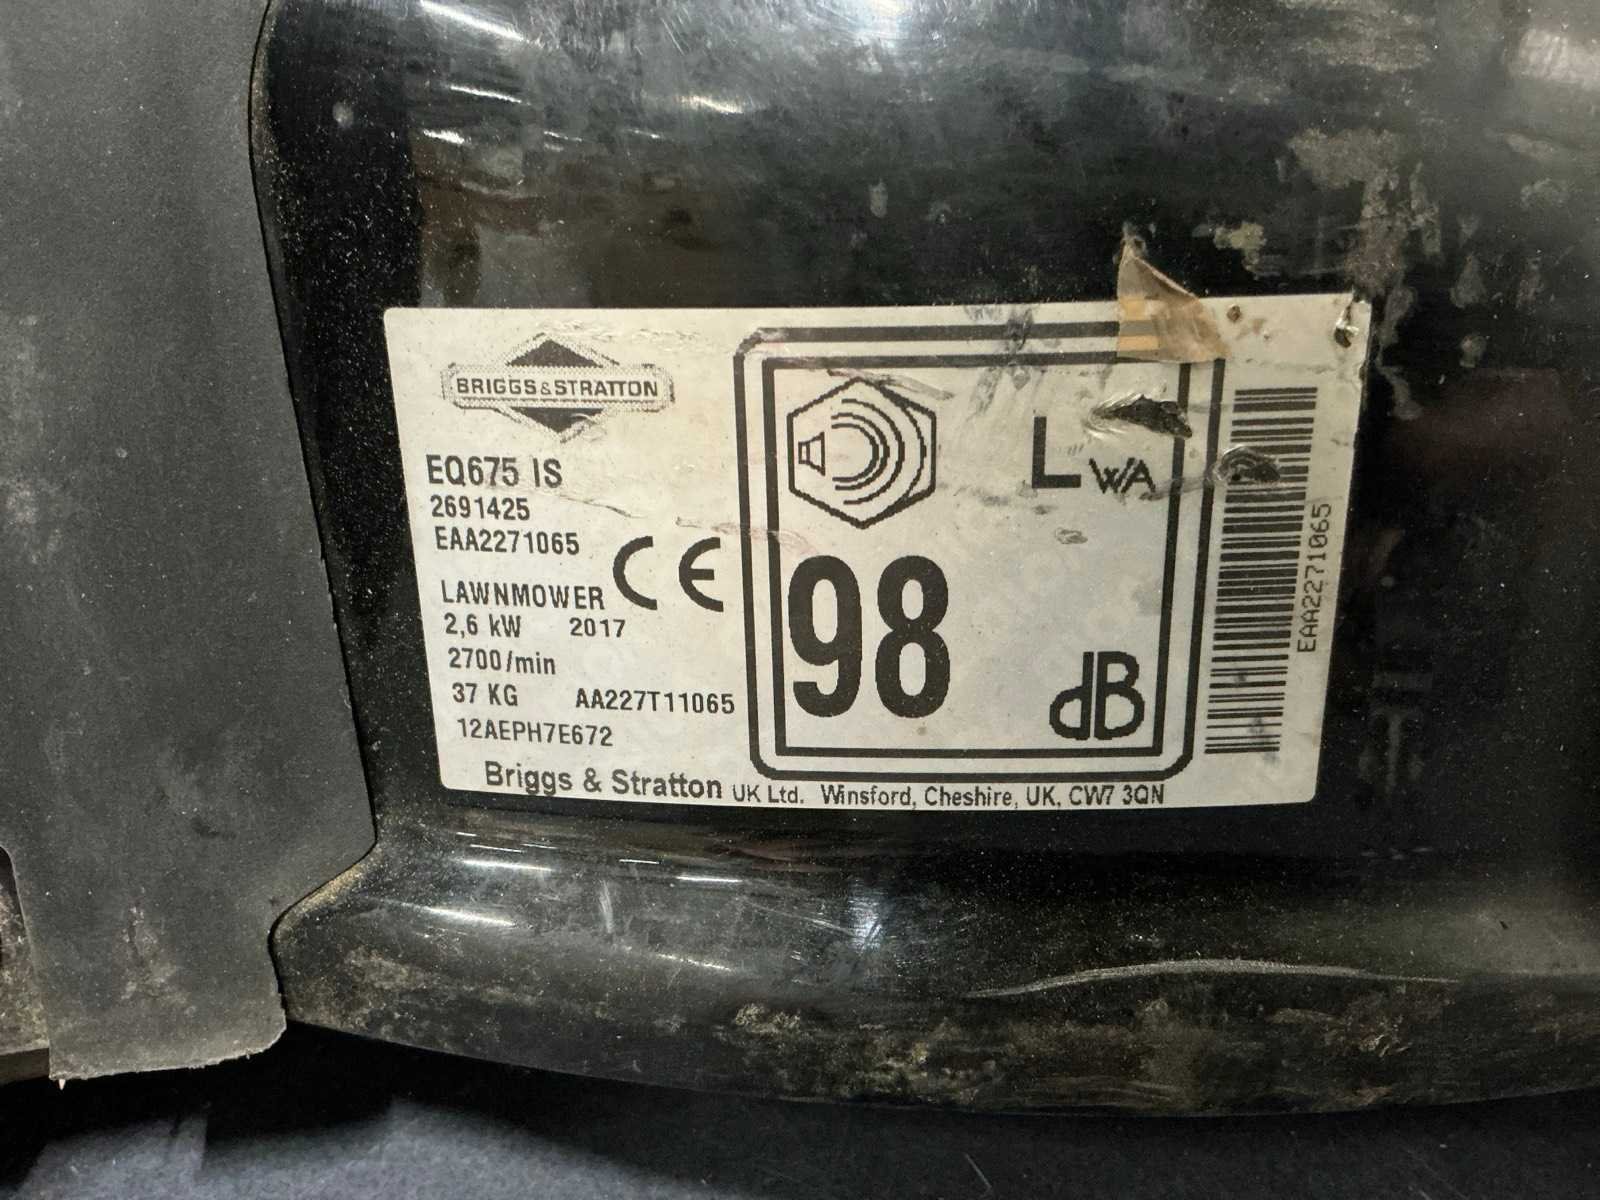 BRIGGS & STRATTON
EQ675 IS
2691425
EAA2271065
CE
LAWNMOWER
2,6 kW 2017
2700/min
37 KG AA227T11065
12AEPH7E672
Briggs & Stratton UK Ltd. Winsford, Cheshire, UK, CW7 3QN
LWA
98
dB
EAA2271065